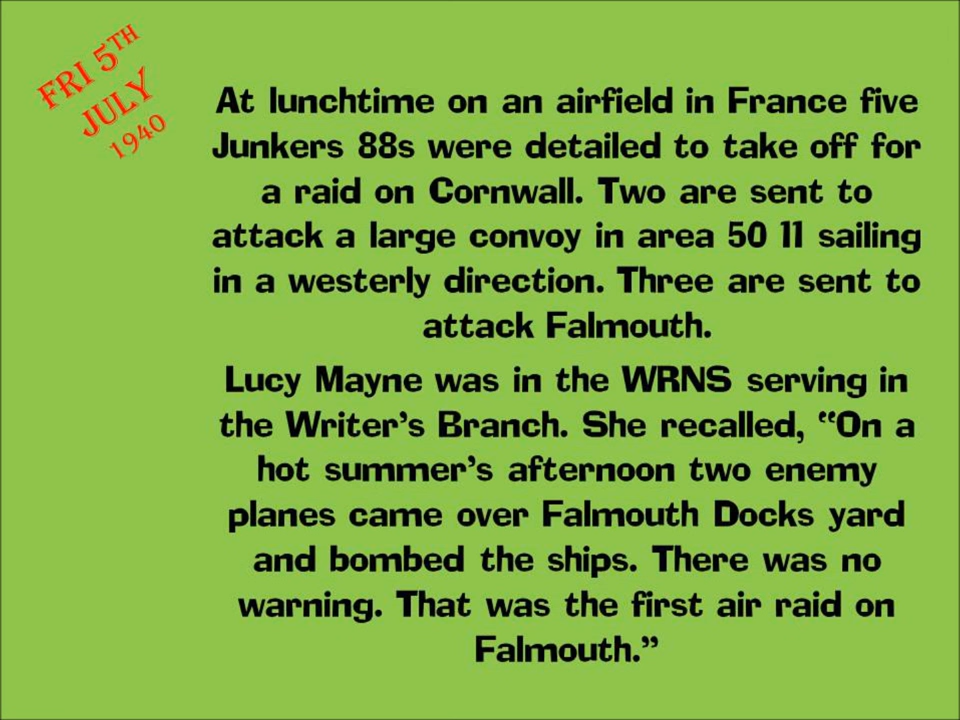 FRI 5TH
JULY
1940
At lunchtime on an airfield in France five
Junkers 88s were detailed to take off for
a raid on Cornwall. Two are sent to
attack a large convoy in area 50 11 sailing
in a westerly direction. Three are sent to
attack Falmouth.
Lucy Mayne was in the WRNS serving in
the Writer’s Branch. She recalled, “On a
hot summer’s afternoon two enemy
planes came over Falmouth Docks yard
and bombed the ships. There was no
warning. That was the first air raid on
Falmouth.”